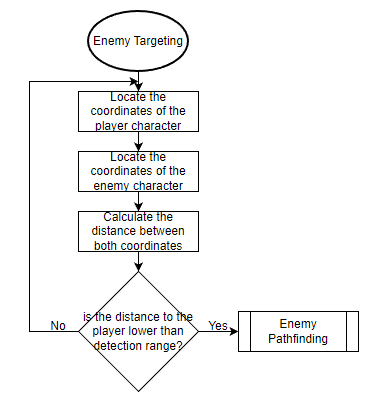 Enemy Targeting
Locate the
coordinates of the
player character
Locate the
coordinates of the
enemy character
Calculate the
distance between
both coordinates
is the distance to the
player lower than
detection range?
No
Yes
Enemy
Pathfinding